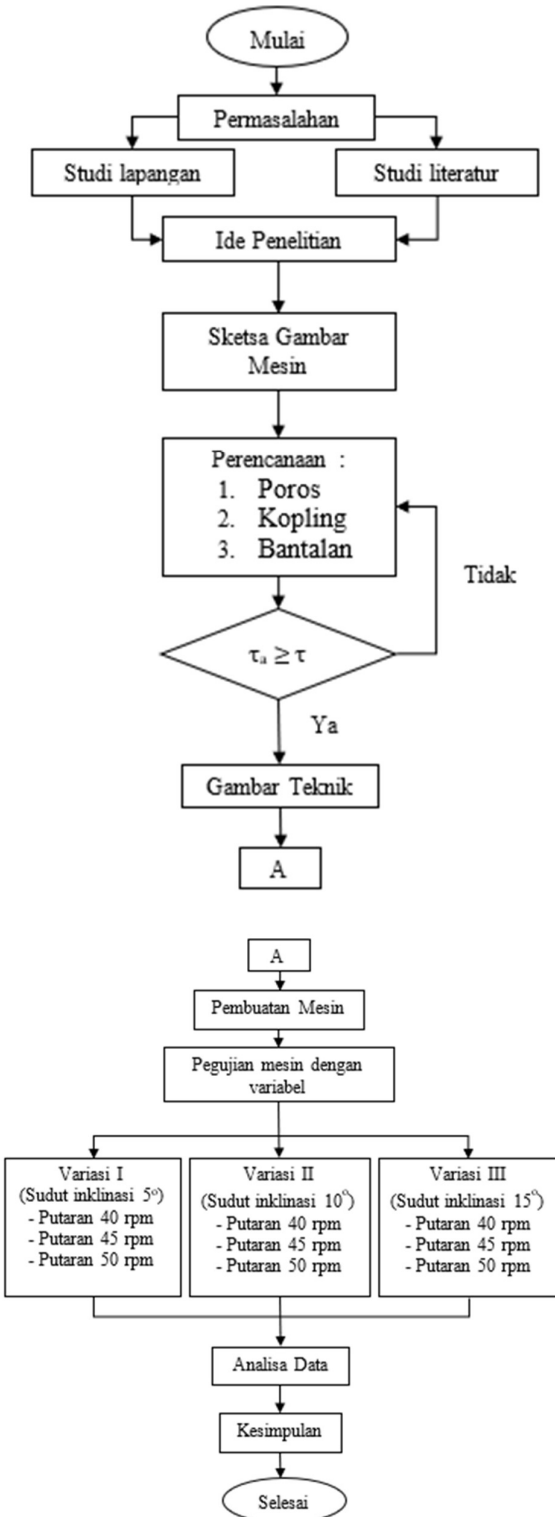 Mulai
Permasalahan
Studi lapangan
Studi literatur
Ide Penelitian
Sketsa Gambar
Mesin
Perencanaan :
1. Poros
2. Kopling
3. Bantalan
Tidak
τₐ ≥ τ
Ya
Gambar Teknik
A
A
Pembuatan Mesin
Pegujian mesin dengan
variabel
Variasi I
(Sudut inklinasi 5°)
- Putaran 40 rpm
- Putaran 45 rpm
- Putaran 50 rpm
Variasi II
(Sudut inklinasi 10°)
- Putaran 40 rpm
- Putaran 45 rpm
- Putaran 50 rpm
Variasi III
(Sudut inklinasi 15°)
- Putaran 40 rpm
- Putaran 45 rpm
- Putaran 50 rpm
Analisa Data
Kesimpulan
Selesai